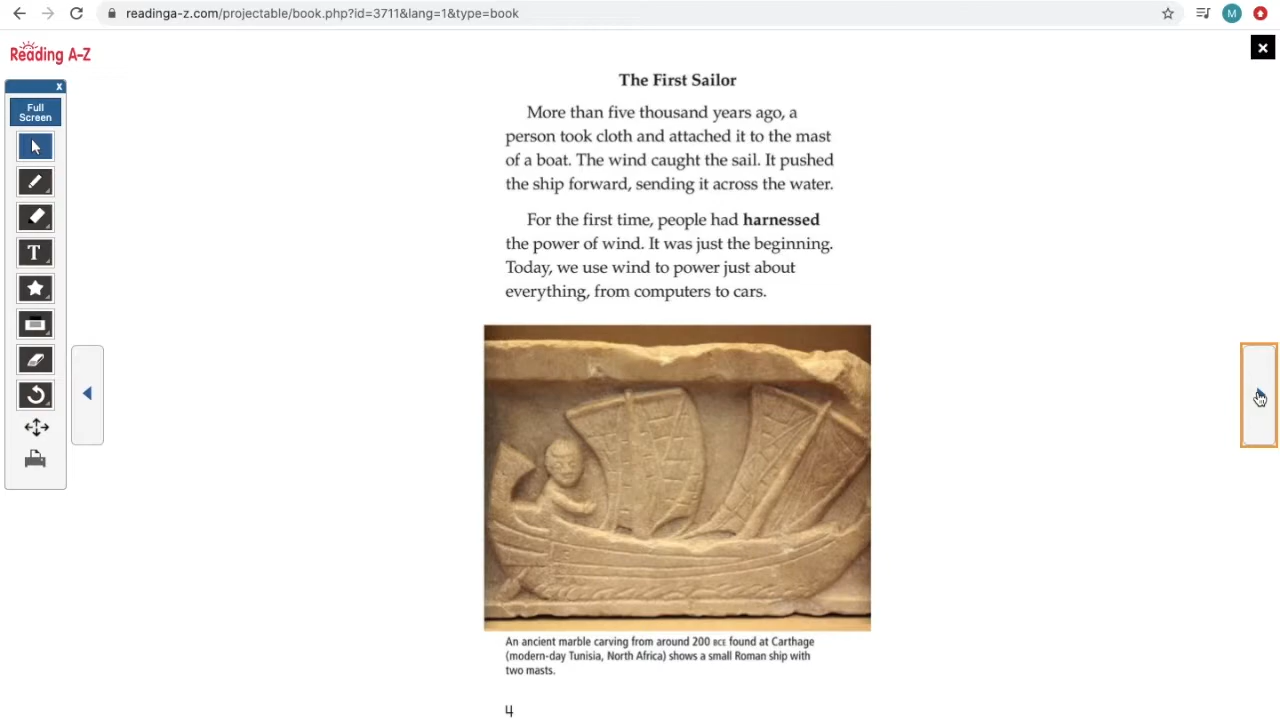 readinga-z.com/projectable/book.php?id=3711&lang=1&type=book
M
Reading A-Z
x
Full
Screen
T
The First Sailor
More than five thousand years ago, a
person took cloth and attached it to the mast
of a boat. The wind caught the sail. It pushed
the ship forward, sending it across the water.
For the first time, people had harnessed
the power of wind. It was just the beginning.
Today, we use wind to power just about
everything, from computers to cars.
An ancient marble carving from around 200 BCE found at Carthage
(modern-day Tunisia, North Africa) shows a small Roman ship with
two masts.
4